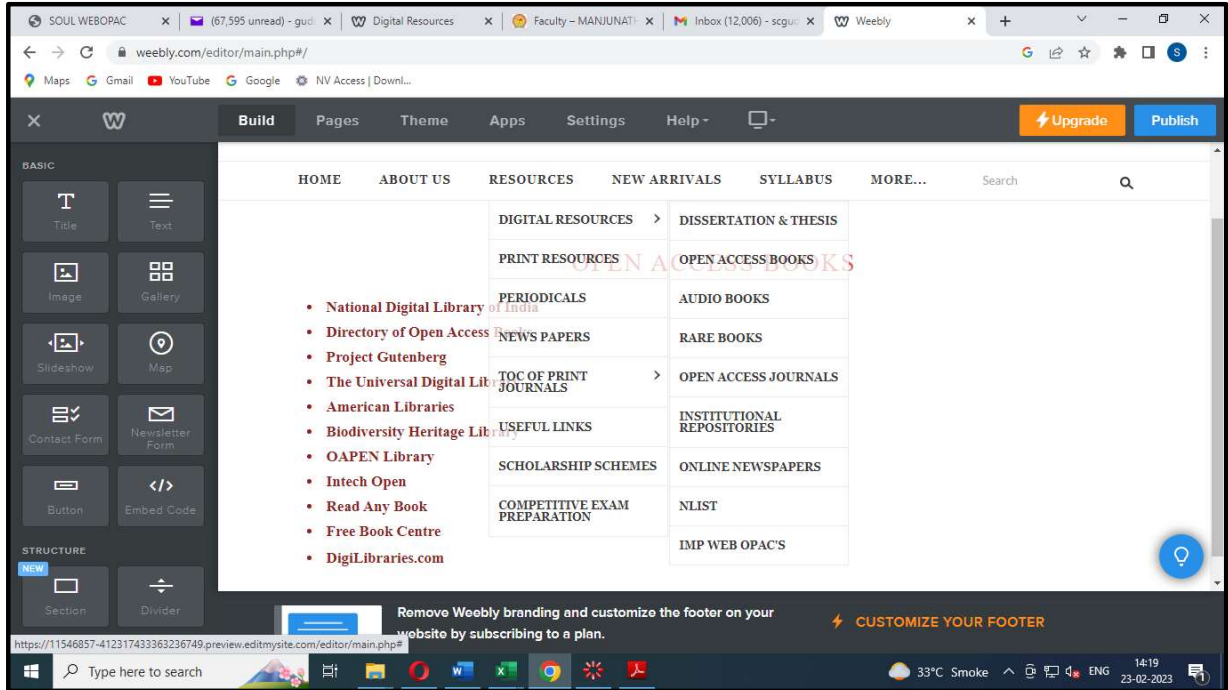 SOUL WEBOPAC
(67,595 unread) - gud
Digital Resources
Faculty – MANJUNATH
Inbox (12,006) - scgud
Weebly
weebly.com/editor/main.php#/
G
S
Maps
Gmail
YouTube
Google
NV Access | Downl...
Build
Pages
Theme
Apps
Settings
Help
Upgrade
Publish
BASIC
Title
Text
Image
Gallery
Slideshow
Map
Contact Form
Newsletter
Form
Button
Embed Code
STRUCTURE
NEW
Section
Divider
HOME
ABOUT US
RESOURCES
NEW ARRIVALS
SYLLABUS
MORE...
Search
DIGITAL RESOURCES
PRINT RESOURCES
PERIODICALS
NEWS PAPERS
TOC OF PRINT
JOURNALS
USEFUL LINKS
SCHOLARSHIP SCHEMES
COMPETITIVE EXAM
PREPARATION
DISSERTATION & THESIS
OPEN ACCESS BOOKS
AUDIO BOOKS
RARE BOOKS
OPEN ACCESS JOURNALS
INSTITUTIONAL
REPOSITORIES
ONLINE NEWSPAPERS
NLIST
IMP WEB OPAC'S
OPEN ACCESS BOOKS
• National Digital Library of India
• Directory of Open Access Books
• Project Gutenberg
• The Universal Digital Library
• American Libraries
• Biodiversity Heritage Library
• OAPEN Library
• Intech Open
• Read Any Book
• Free Book Centre
• DigiLibraries.com
Remove Weebly branding and customize the footer on your
website by subscribing to a plan.
CUSTOMIZE YOUR FOOTER
https://11546857-412317433363236749.preview.editmysite.com/editor/main.php#
Type here to search
33°C Smoke
ENG
14:19
23-02-2023
1